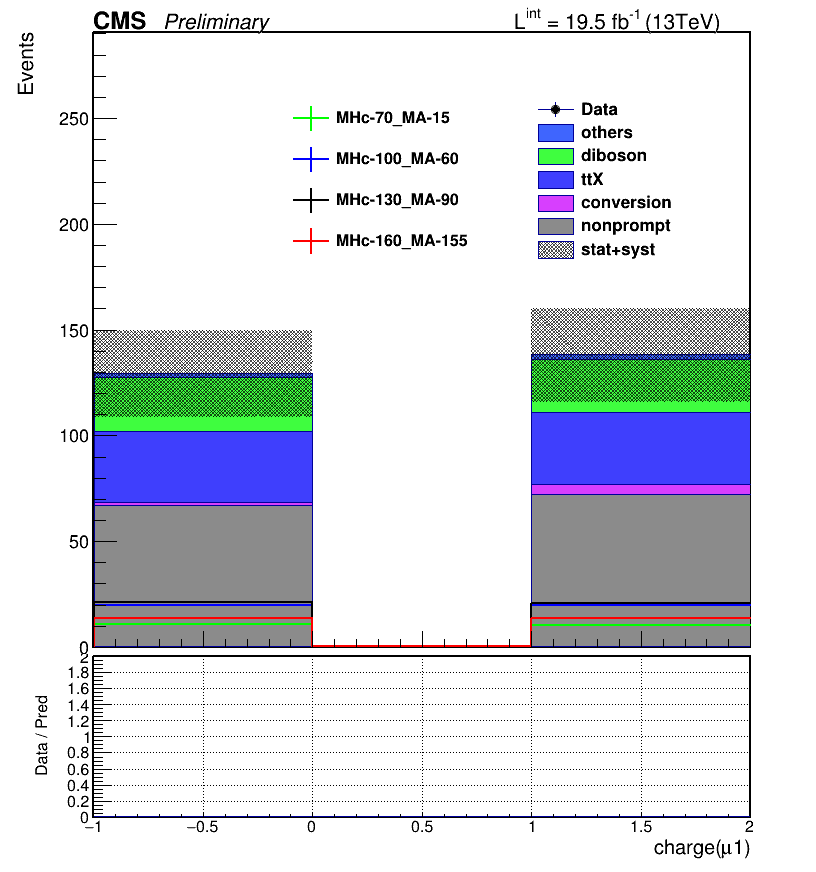 CMS Preliminary
L^int = 19.5 fb^-1 (13TeV)
Events
250
200
150
100
50
0
MHc-70_MA-15
MHc-100_MA-60
MHc-130_MA-90
MHc-160_MA-155
Data
others
diboson
ttX
conversion
nonprompt
stat+syst
Data / Pred
2
1.8
1.6
1.4
1.2
1
0.8
0.6
0.4
0.2
0
−1 −0.5 0 0.5 1 1.5 2
charge(μ1)